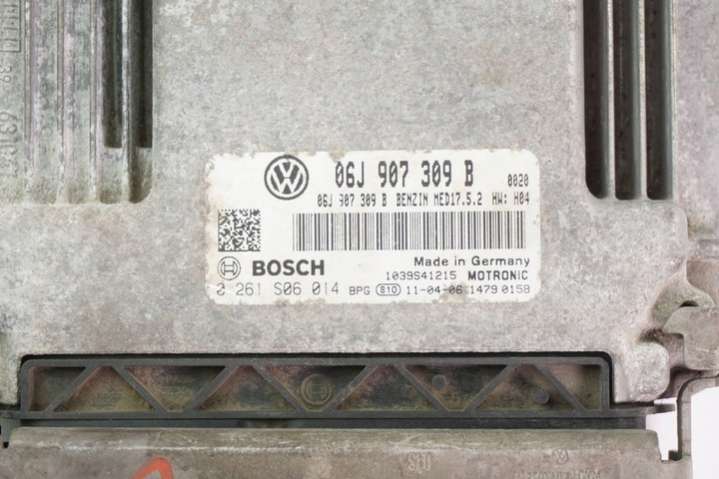 06J 907 309 B 0020
06J 907 309 B BENZIN MED17.5.2 HW: H04
Made in Germany
BOSCH 1039S41215 MOTRONIC
0 261 S06 014 BPG 810 11-04-06 1479 0158